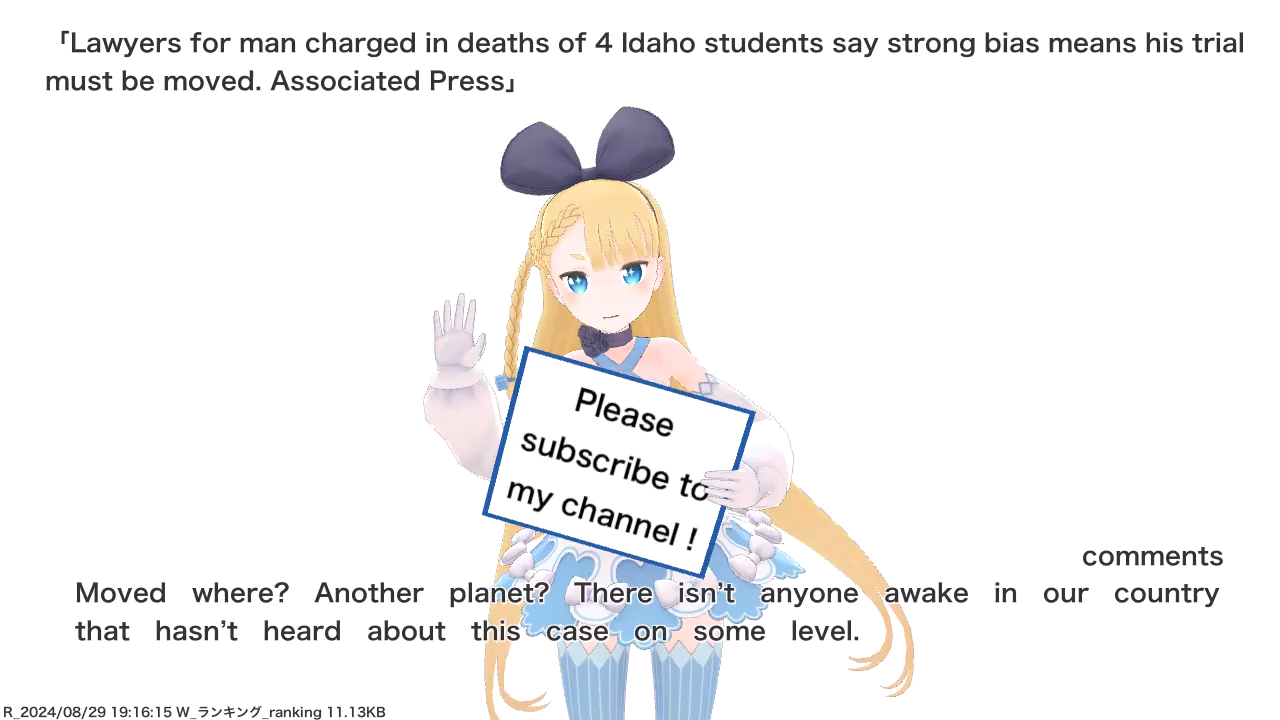 「Lawyers for man charged in deaths of 4 Idaho students say strong bias means his trial
must be moved. Associated Press」
Please
subscribe to
my channel !
comments
Moved where? Another planet? There isn’t anyone awake in our country
that hasn’t heard about this case on some level.
R_2024/08/29 19:16:15 W_ランキング_ranking 11.13KB